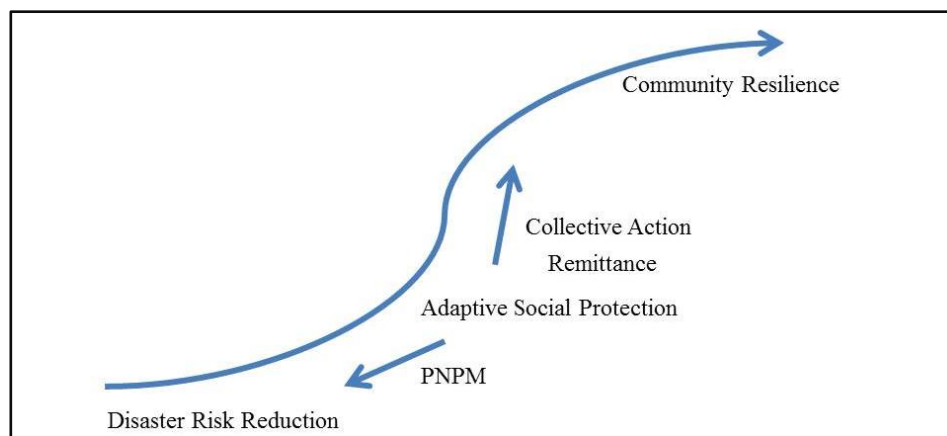 Community Resilience
Collective Action
Remittance
Adaptive Social Protection
PNPM
Disaster Risk Reduction